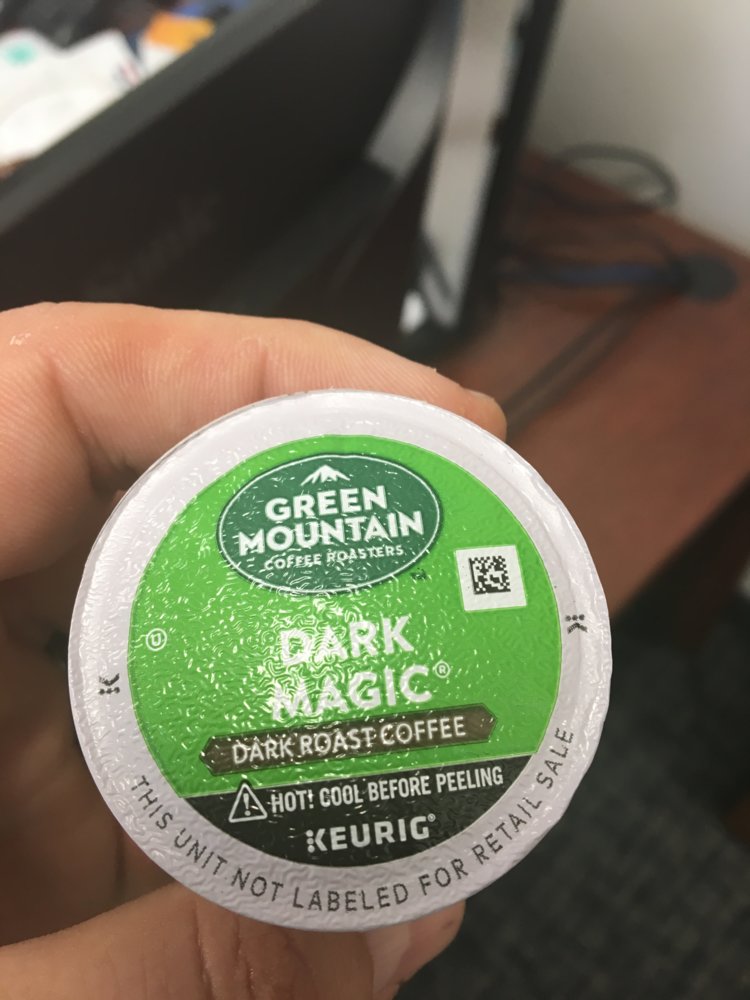 GREEN
MOUNTAIN
COFFEE ROASTERS™
DARK
MAGIC®
DARK ROAST COFFEE
HOT! COOL BEFORE PEELING
KEURIG®
THIS UNIT NOT LABELED FOR RETAIL SALE
U
K
K